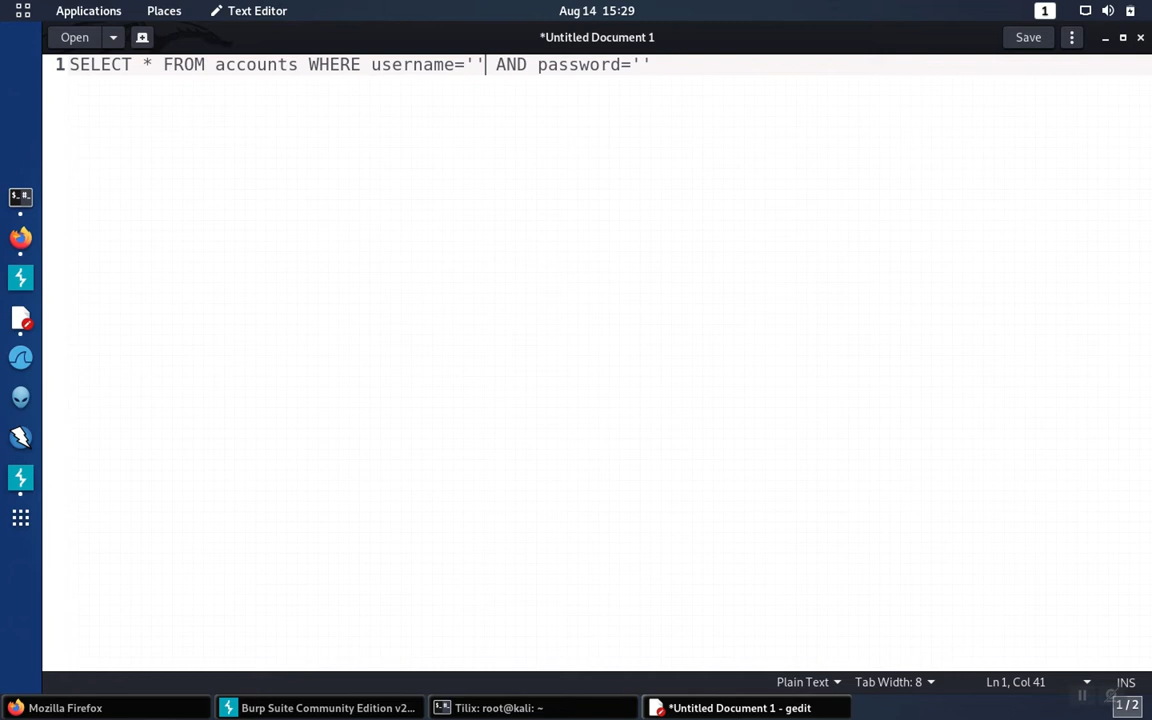 Applications Places Text Editor Aug 14 15:29 1
Open *Untitled Document 1 Save
1 SELECT * FROM accounts WHERE username='' AND password=''
Plain Text Tab Width: 8 Ln 1, Col 41 INS
Mozilla Firefox Burp Suite Community Edition v2... Tilix: root@kali: ~ *Untitled Document 1 - gedit 1 / 2